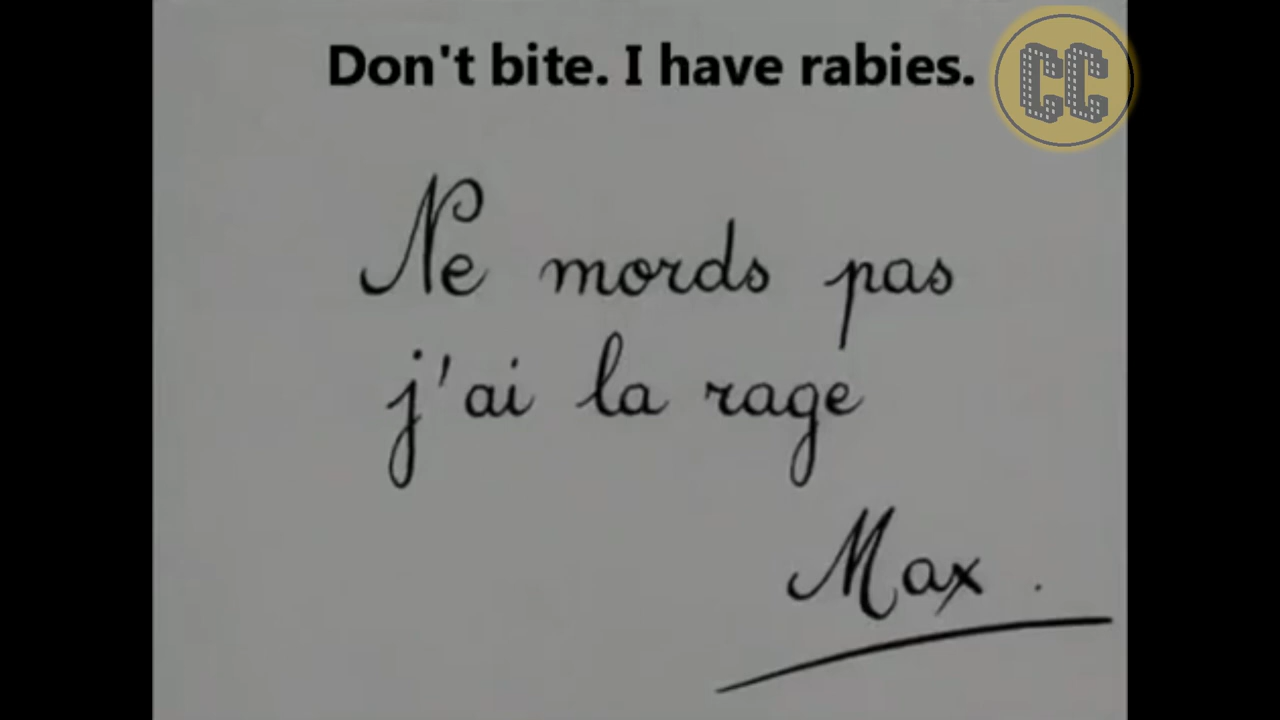 Don't bite. I have rabies.
CC
Ne mords pas
j'ai la rage
Max.